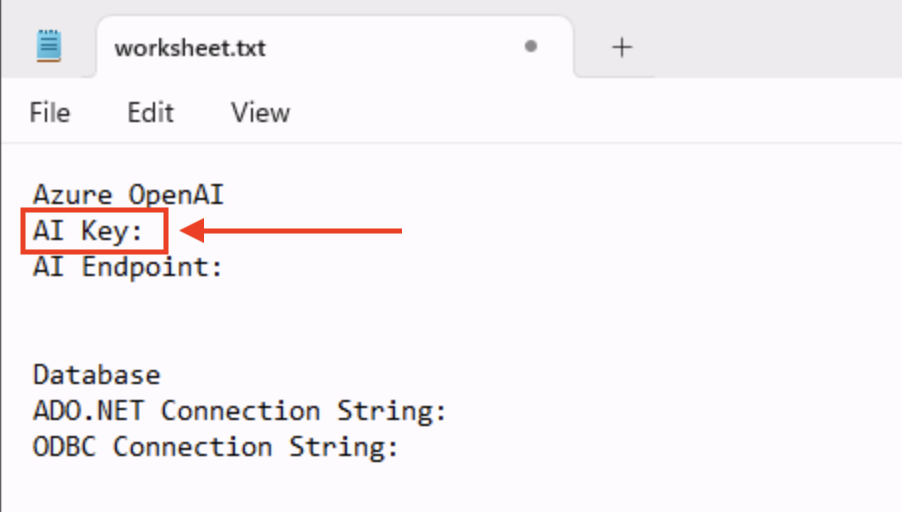 worksheet.txt
File Edit View
Azure OpenAI
AI Key:
AI Endpoint:
Database
ADO.NET Connection String:
ODBC Connection String: